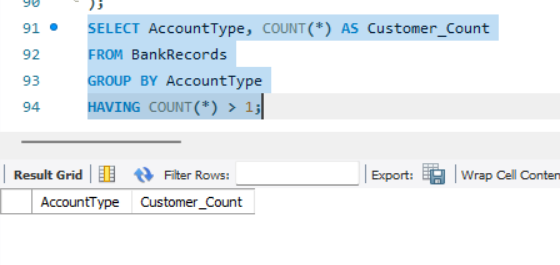 90 );
91 SELECT AccountType, COUNT(*) AS Customer_Count
92 FROM BankRecords
93 GROUP BY AccountType
94 HAVING COUNT(*) > 1;
Result Grid Filter Rows: Export: Wrap Cell Conten
AccountType Customer_Count